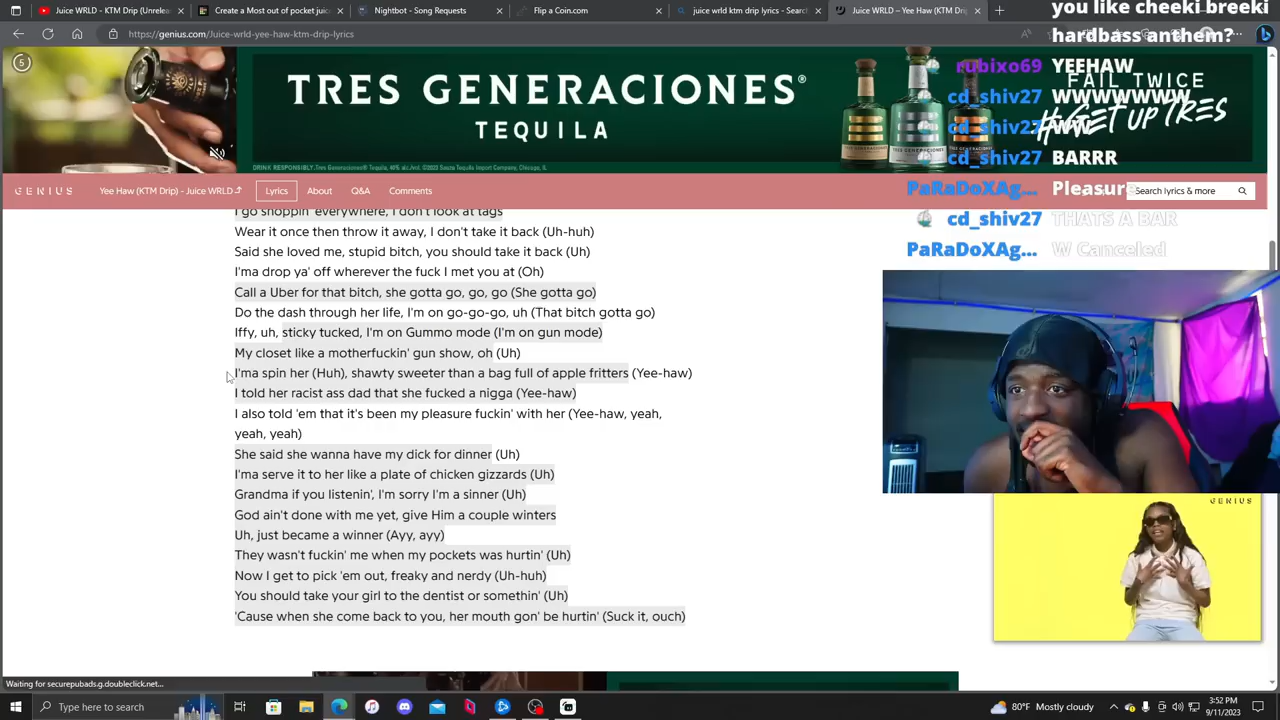 Juice WRLD - KTM Drip (Unrelea
Create a Most out of pocket juic
Nightbot - Song Requests
Flip a Coin.com
juice wrld ktm drip lyrics - Searc
Juice WRLD – Yee Haw (KTM Dri
you like cheeki breeki
https://genius.com/Juice-wrld-yee-haw-ktm-drip-lyrics
hardbass anthem?
rubixo69 YEEHAW
cd_shiv27 WWWWWWW
cd_shiv27 WW
cd_shiv27 BARRR
PaRaDoXAg... Pleasure
cd_shiv27 THATS A BAR
PaRaDoXAg... W Canceled
5
TRES GENERACIONES®
TEQUILA
FAIL TWICE
#GET UP TRES
GENIUS
Yee Haw (KTM Drip) - Juice WRLD
Lyrics
About
Q&A
Comments
Search lyrics & more
I go shoppin' everywhere, I don't look at tags
Wear it once then throw it away, I don't take it back (Uh-huh)
Said she loved me, stupid bitch, you should take it back (Uh)
I'ma drop ya' off wherever the fuck I met you at (Oh)
Call a Uber for that bitch, she gotta go, go, go (She gotta go)
Do the dash through her life, I'm on go-go-go, uh (That bitch gotta go)
Iffy, uh, sticky tucked, I'm on Gummo mode (I'm on gun mode)
My closet like a motherfuckin' gun show, oh (Uh)
I'ma spin her (Huh), shawty sweeter than a bag full of apple fritters (Yee-haw)
I told her racist ass dad that she fucked a nigga (Yee-haw)
I also told 'em that it's been my pleasure fuckin' with her (Yee-haw, yeah,
yeah, yeah)
She said she wanna have my dick for dinner (Uh)
I'ma serve it to her like a plate of chicken gizzards (Uh)
Grandma if you listenin', I'm sorry I'm a sinner (Uh)
God ain't done with me yet, give Him a couple winters
Uh, just became a winner (Ayy, ayy)
They wasn't fuckin' me when my pockets was hurtin' (Uh)
Now I get to pick 'em out, freaky and nerdy (Uh-huh)
You should take your girl to the dentist or somethin' (Uh)
'Cause when she come back to you, her mouth gon' be hurtin' (Suck it, ouch)
GENIUS
Waiting for securepubads.g.doubleclick.net...
Type here to search
80°F Mostly cloudy
3:52 PM
9/11/2023